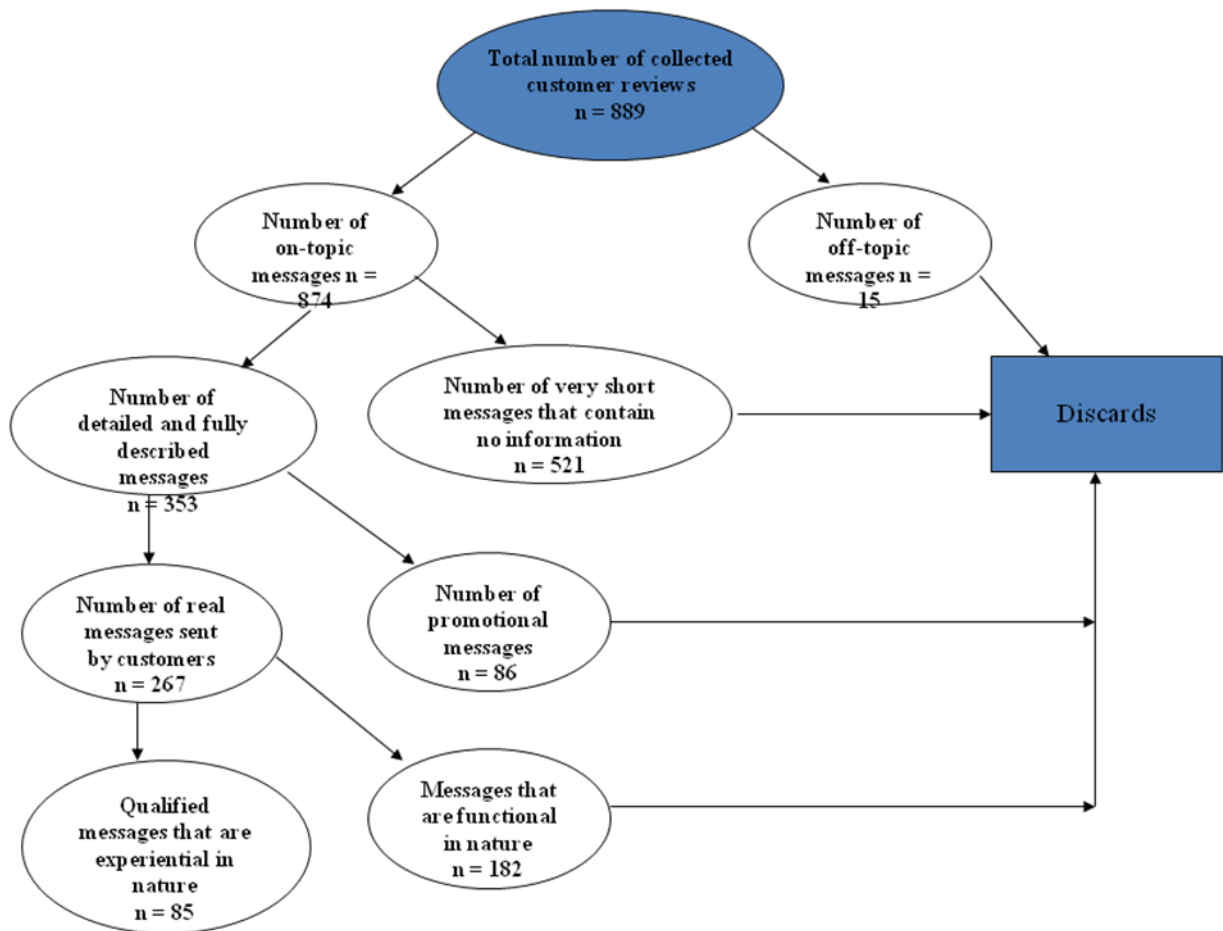 Total number of collected
customer reviews
n = 889
Number of
on-topic
messages n =
874
Number of
off-topic
messages n =
15
Number of
detailed and fully
described
messages
n = 353
Number of very short
messages that contain
no information
n = 521
Discards
Number of real
messages sent
by customers
n = 267
Number of
promotional
messages
n = 86
Qualified
messages that are
experiential in
nature
n = 85
Messages that
are functional
in nature
n = 182